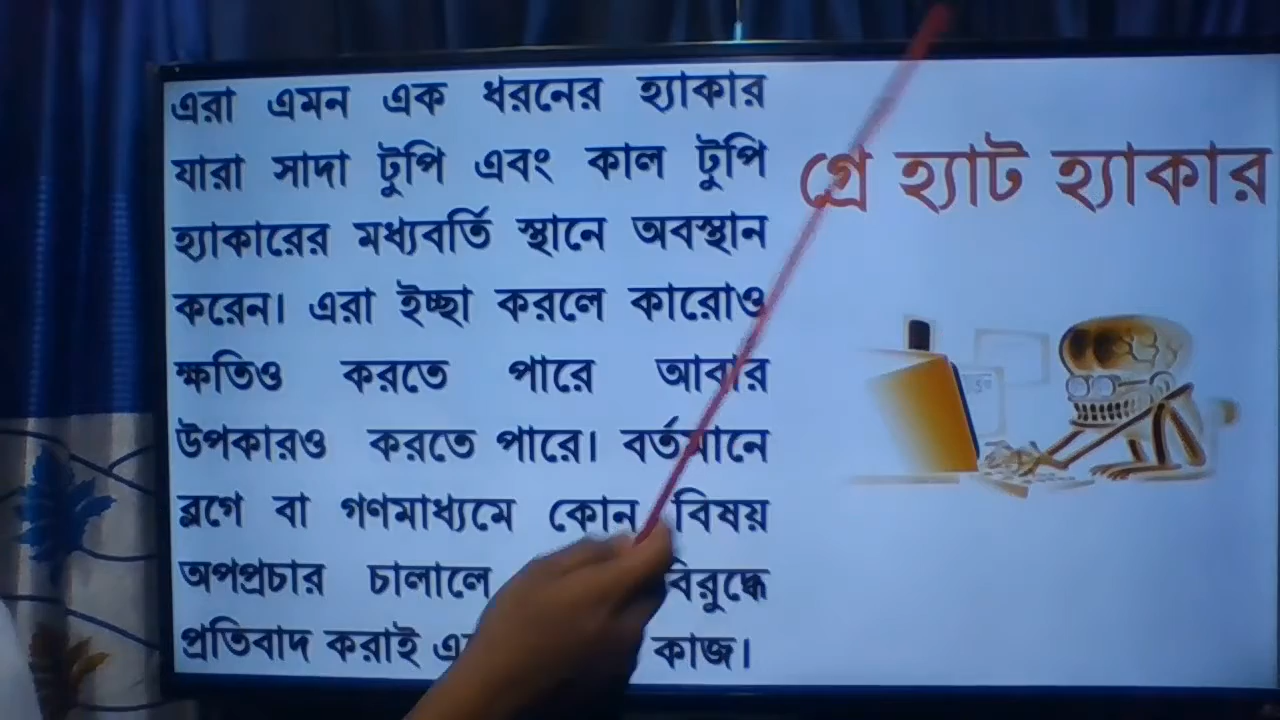 গ্রে হ্যাট হ্যাকার
এরা এমন এক ধরনের হ্যাকার
যারা সাদা টুপি এবং কাল টুপি
হ্যাকারের মধ্যবর্তি স্থানে অবস্থান
করেন। এরা ইচ্ছা করলে কারোও
ক্ষতিও করতে পারে আবার
উপকারও করতে পারে। বর্তমানে
ব্লগে বা গণমাধ্যমে কোন বিষয়
অপপ্রচার চালালে বিরুদ্ধে
প্রতিবাদ করাই কাজ।